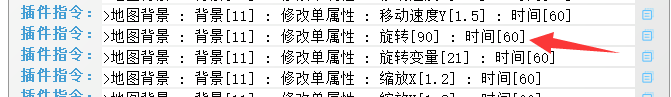 插件指令：>地图背景 : 背景[11] : 修改单属性 : 移动速度Y[1.5] : 时间[60]
插件指令：>地图背景 : 背景[11] : 修改单属性 : 旋转[90] : 时间[60]
插件指令：>地图背景 : 背景[11] : 修改单属性 : 旋转变量[21] : 时间[60]
插件指令：>地图背景 : 背景[11] : 修改单属性 : 缩放X[1.2] : 时间[60]